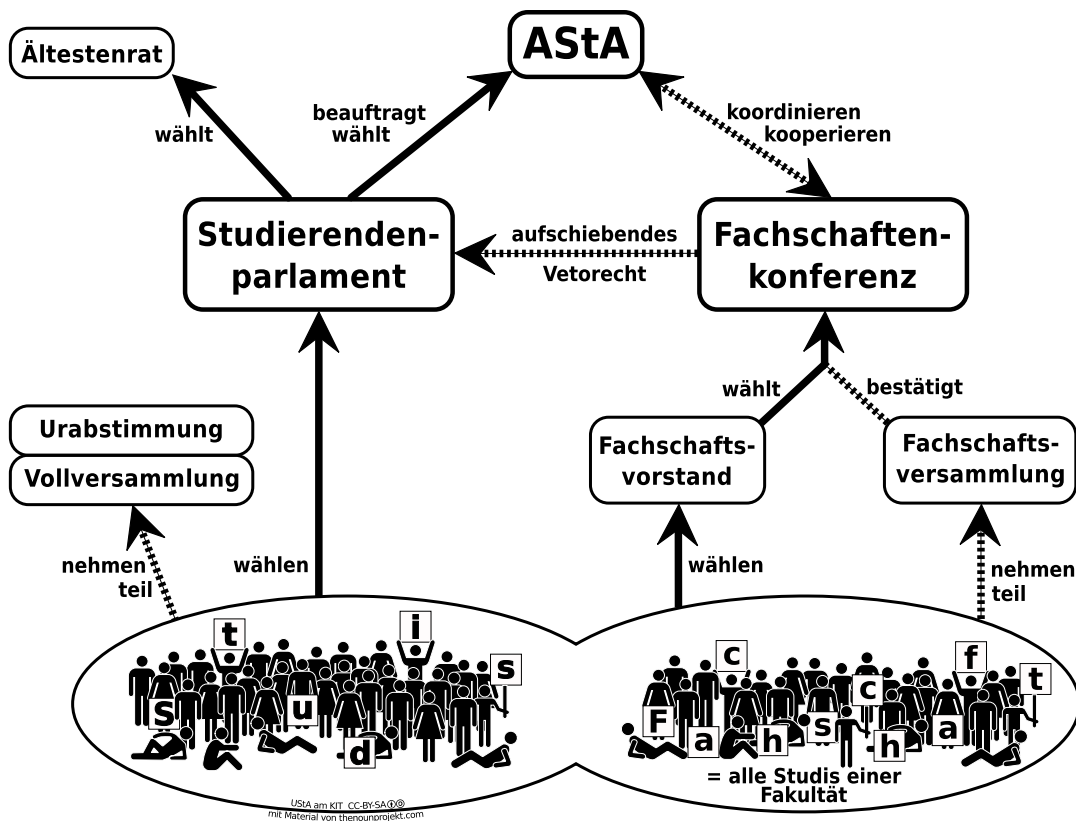 AStA
Ältestenrat
beauftragt
wählt
wählt
koordinieren
kooperieren
Studierenden-
parlament
aufschiebendes
Vetorecht
Fachschaften-
konferenz
wählt
bestätigt
Urabstimmung
Vollversammlung
Fachschafts-
vorstand
Fachschafts-
versammlung
nehmen
teil
wählen
wählen
nehmen
teil
S
t
u
d
i
s
F
a
c
h
s
c
h
a
f
t
= alle Studis einer
Fakultät
UStA am KIT CC-BY-SA
mit Material von thenounprojekt.com